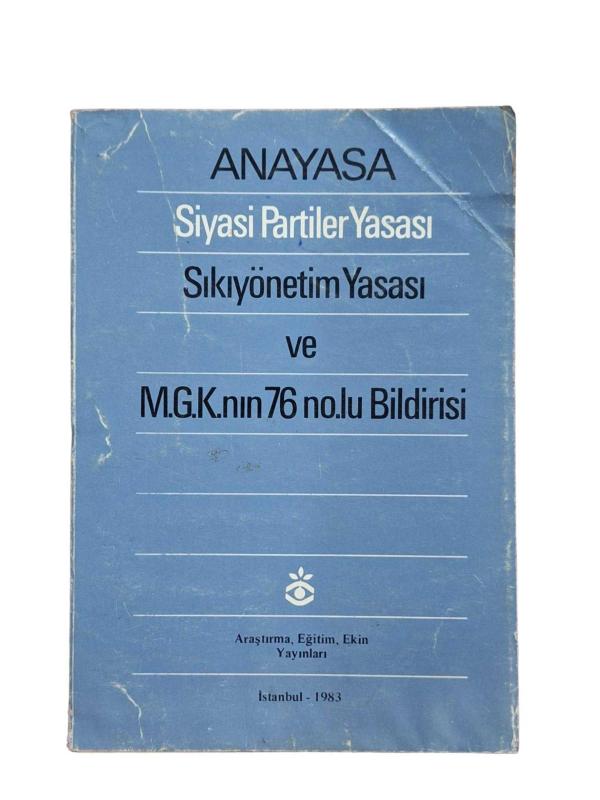 ANAYASA
Siyasi Partiler Yasası
Sıkıyönetim Yasası
ve
M.G.K.nın 76 no.lu Bildirisi
Araştırma, Eğitim, Ekin
Yayınları
İstanbul - 1983